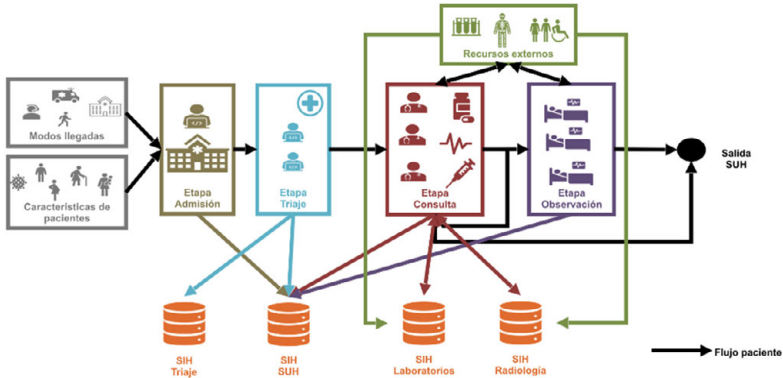 Recursos externos
Modos llegadas
Características de
pacientes
Etapa
Admisión
Etapa
Triaje
Etapa
Consulta
Etapa
Observación
Salida
SUH
SIH
Triaje
SIH
SUH
SIH
Laboratorios
SIH
Radiología
Flujo paciente